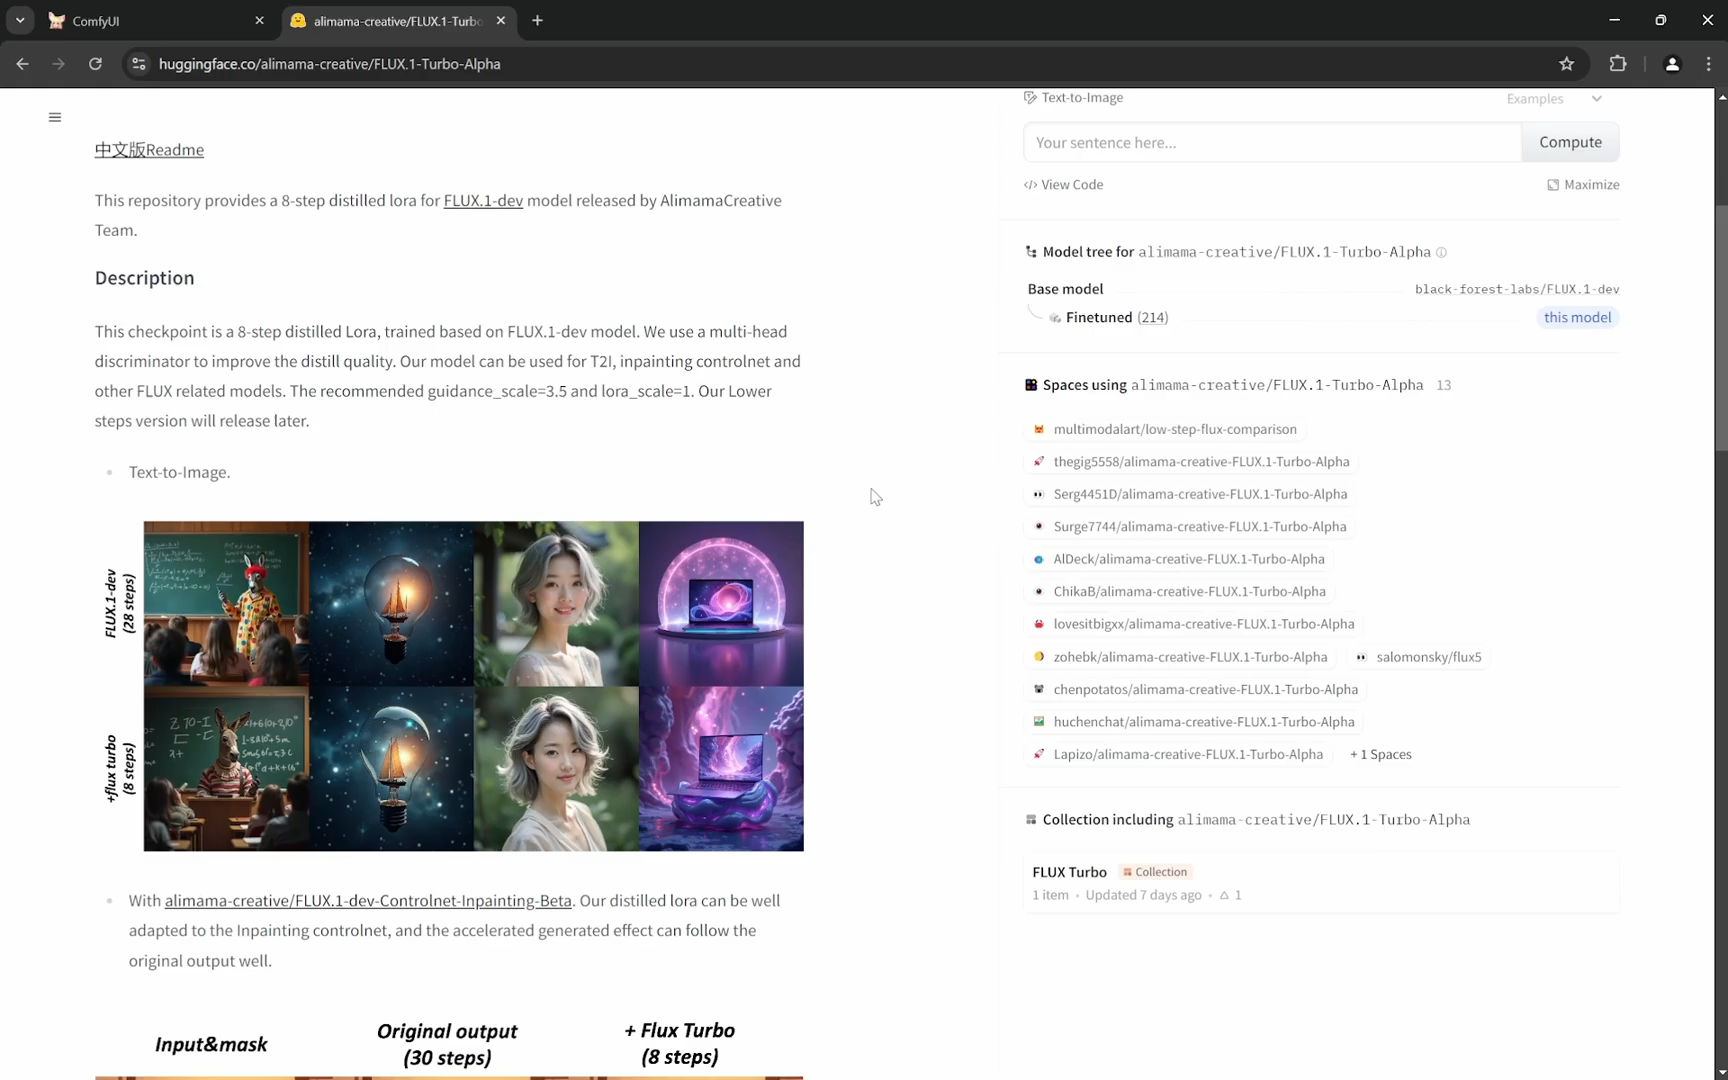 ComfyUI
alimama-creative/FLUX.1-Turbo
huggingface.co/alimama-creative/FLUX.1-Turbo-Alpha
中文版Readme
This repository provides a 8-step distilled lora for FLUX.1-dev model released by AlimamaCreative
Team.
Description
This checkpoint is a 8-step distilled Lora, trained based on FLUX.1-dev model. We use a multi-head
discriminator to improve the distill quality. Our model can be used for T2I, inpainting controlnet and
other FLUX related models. The recommended guidance_scale=3.5 and lora_scale=1. Our Lower
steps version will release later.
Text-to-Image.
FLUX.1-dev
(28 steps)
+flux turbo
(8 steps)
With alimama-creative/FLUX.1-dev-Controlnet-Inpainting-Beta. Our distilled lora can be well
adapted to the Inpainting controlnet, and the accelerated generated effect can follow the
original output well.
Input&mask
Original output
(30 steps)
+ Flux Turbo
(8 steps)
Text-to-Image
Examples
Your sentence here...
Compute
View Code
Maximize
Model tree for alimama-creative/FLUX.1-Turbo-Alpha
Base model
black-forest-labs/FLUX.1-dev
Finetuned (214)
this model
Spaces using alimama-creative/FLUX.1-Turbo-Alpha 13
multimodalart/low-step-flux-comparison
thegig5558/alimama-creative-FLUX.1-Turbo-Alpha
Serg4451D/alimama-creative-FLUX.1-Turbo-Alpha
Surge7744/alimama-creative-FLUX.1-Turbo-Alpha
AlDeck/alimama-creative-FLUX.1-Turbo-Alpha
ChikaB/alimama-creative-FLUX.1-Turbo-Alpha
lovesitbigxx/alimama-creative-FLUX.1-Turbo-Alpha
zohebk/alimama-creative-FLUX.1-Turbo-Alpha salomonsky/flux5
chenpotatos/alimama-creative-FLUX.1-Turbo-Alpha
huchenchat/alimama-creative-FLUX.1-Turbo-Alpha
Lapizo/alimama-creative-FLUX.1-Turbo-Alpha + 1 Spaces
Collection including alimama-creative/FLUX.1-Turbo-Alpha
FLUX Turbo Collection
1 item • Updated 7 days ago • 1